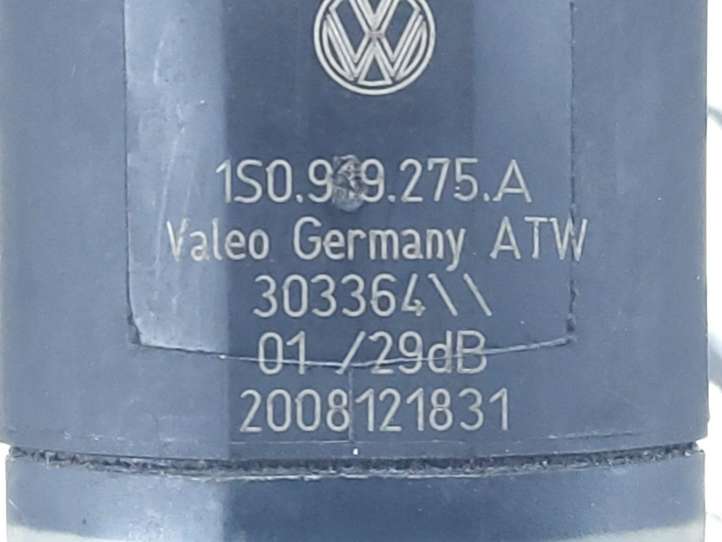 Valeo Germany ATW
303364\\
01 /29dB
2008121831